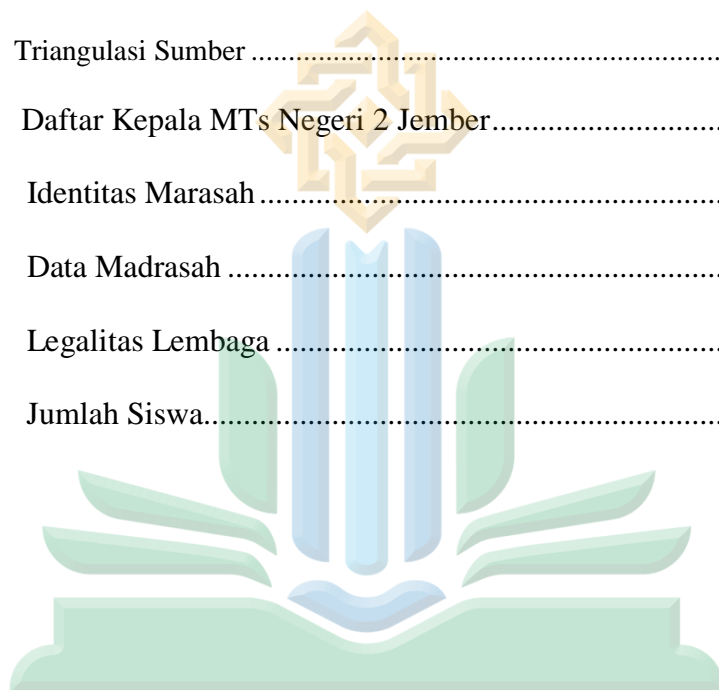 Triangulasi Sumber ................................................................
Daftar Kepala MTs Negeri 2 Jember...............................
Identitas Marasah ..............................................................
Data Madrasah ..................................................................
Legalitas Lembaga ...........................................................
Jumlah Siswa.....................................................................